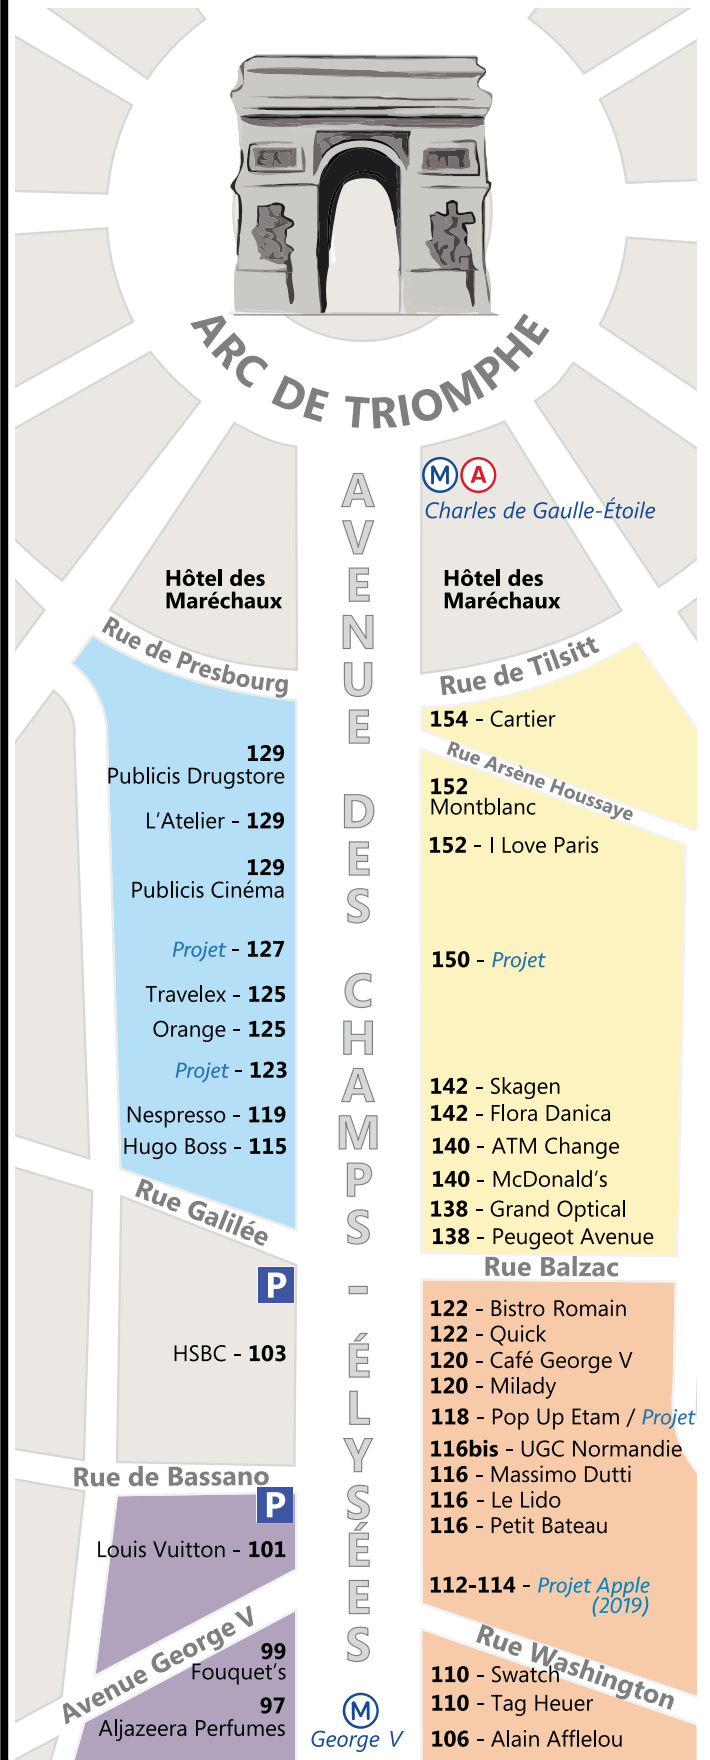 ARC DE TRIOMPHE
M A
Charles de Gaulle-Étoile
Hôtel des
Maréchaux
Hôtel des
Maréchaux
AVENUE DES CHAMPS - ÉLYSÉES
Rue de Presbourg
129
Publicis Drugstore
L'Atelier - 129
129
Publicis Cinéma
Projet - 127
Travelex - 125
Orange - 125
Projet - 123
Nespresso - 119
Hugo Boss - 115
Rue Galilée
P
HSBC - 103
Rue de Bassano
P
Louis Vuitton - 101
Avenue George V
99
Fouquet's
97
Aljazeera Perfumes
Rue de Tilsitt
154 - Cartier
Rue Arsène Houssaye
152
Montblanc
152 - I Love Paris
150 - Projet
142 - Skagen
142 - Flora Danica
140 - ATM Change
140 - McDonald's
138 - Grand Optical
138 - Peugeot Avenue
Rue Balzac
122 - Bistro Romain
122 - Quick
120 - Café George V
120 - Milady
118 - Pop Up Etam / Projet
116bis - UGC Normandie
116 - Massimo Dutti
116 - Le Lido
116 - Petit Bateau
112-114 - Projet Apple
(2019)
Rue Washington
110 - Swatch
110 - Tag Heuer
106 - Alain Afflelou
M
George V